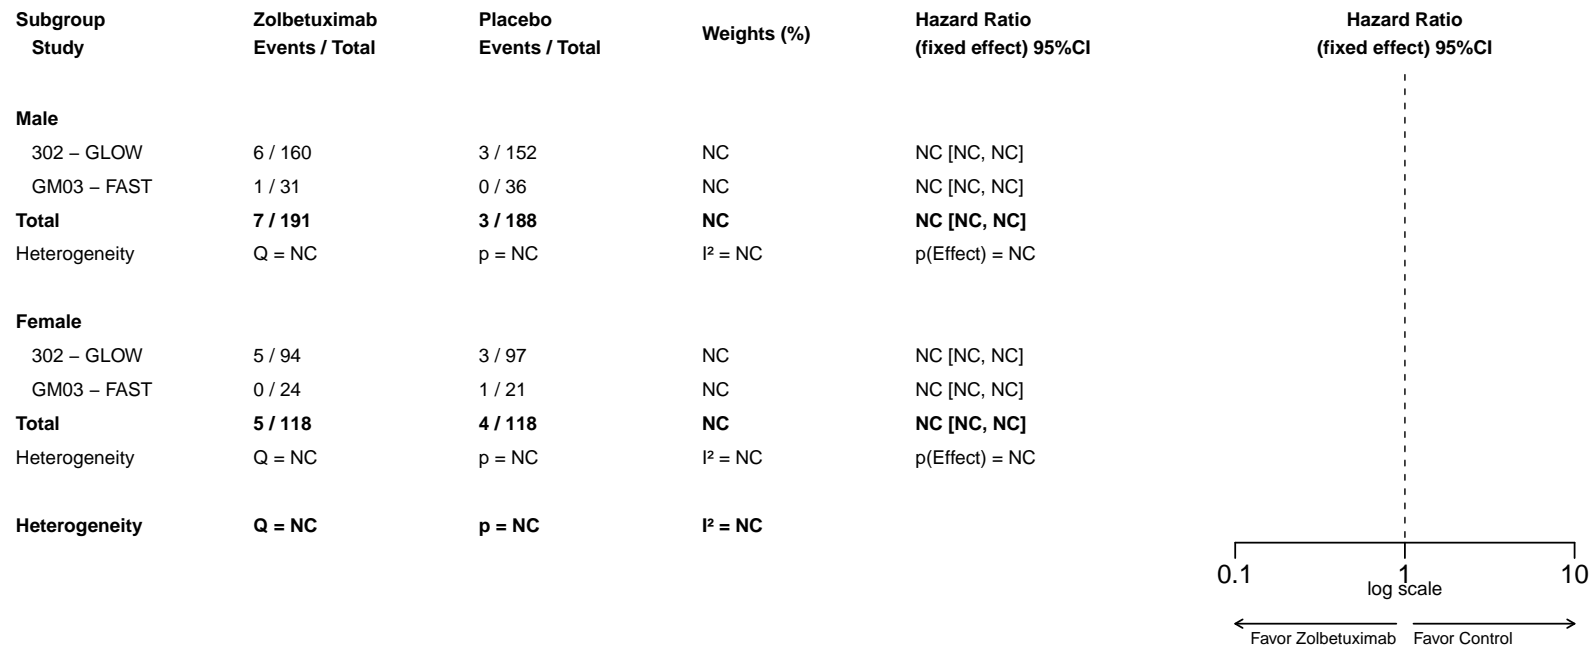 Subgroup Zolbetuximab Placebo Weights (%) Hazard Ratio Hazard Ratio
Study Events / Total Events / Total (fixed effect) 95%CI (fixed effect) 95%CI
Male
302 – GLOW 6 / 160 3 / 152 NC NC [NC, NC]
GM03 – FAST 1 / 31 0 / 36 NC NC [NC, NC]
Total 7 / 191 3 / 188 NC NC [NC, NC]
Heterogeneity Q = NC p = NC I² = NC p(Effect) = NC
Female
302 – GLOW 5 / 94 3 / 97 NC NC [NC, NC]
GM03 – FAST 0 / 24 1 / 21 NC NC [NC, NC]
Total 5 / 118 4 / 118 NC NC [NC, NC]
Heterogeneity Q = NC p = NC I² = NC p(Effect) = NC
Heterogeneity Q = NC p = NC I² = NC
0.1 1 10
log scale
Favor Zolbetuximab Favor Control